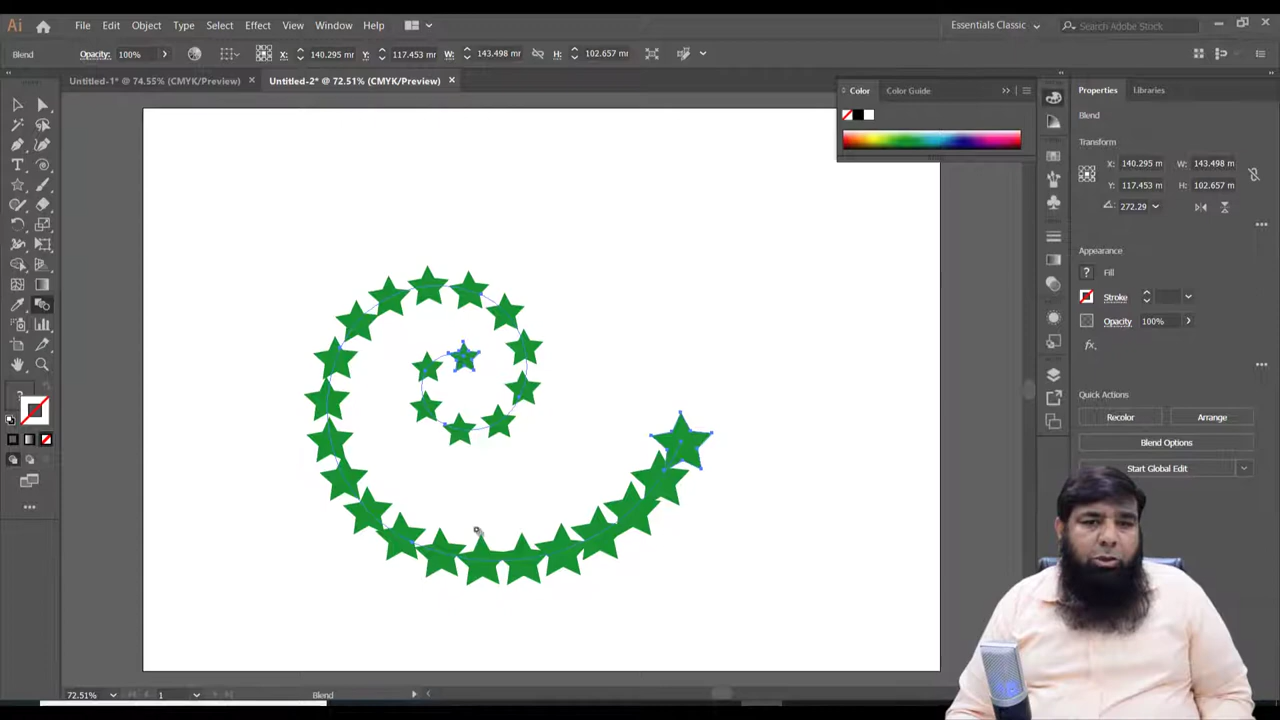 Ai File Edit Object Type Select Effect View Window Help Essentials Classic Search Adobe Stock
Blend Opacity: 100% X: 140.295 mm Y: 117.453 mm W: 143.498 mm H: 102.657 mm
Untitled-1* @ 74.55% (CMYK/Preview) Untitled-2* @ 72.51% (CMYK/Preview)
Color Color Guide
Properties Libraries
Blend
Transform
X: 140.295 m W: 143.498 m
Y: 117.453 m H: 102.657 m
272.29
Appearance
? Fill
Stroke
Opacity 100%
fx
Quick Actions
Recolor Arrange
Blend Options
Start Global Edit
72.51% 1 Blend